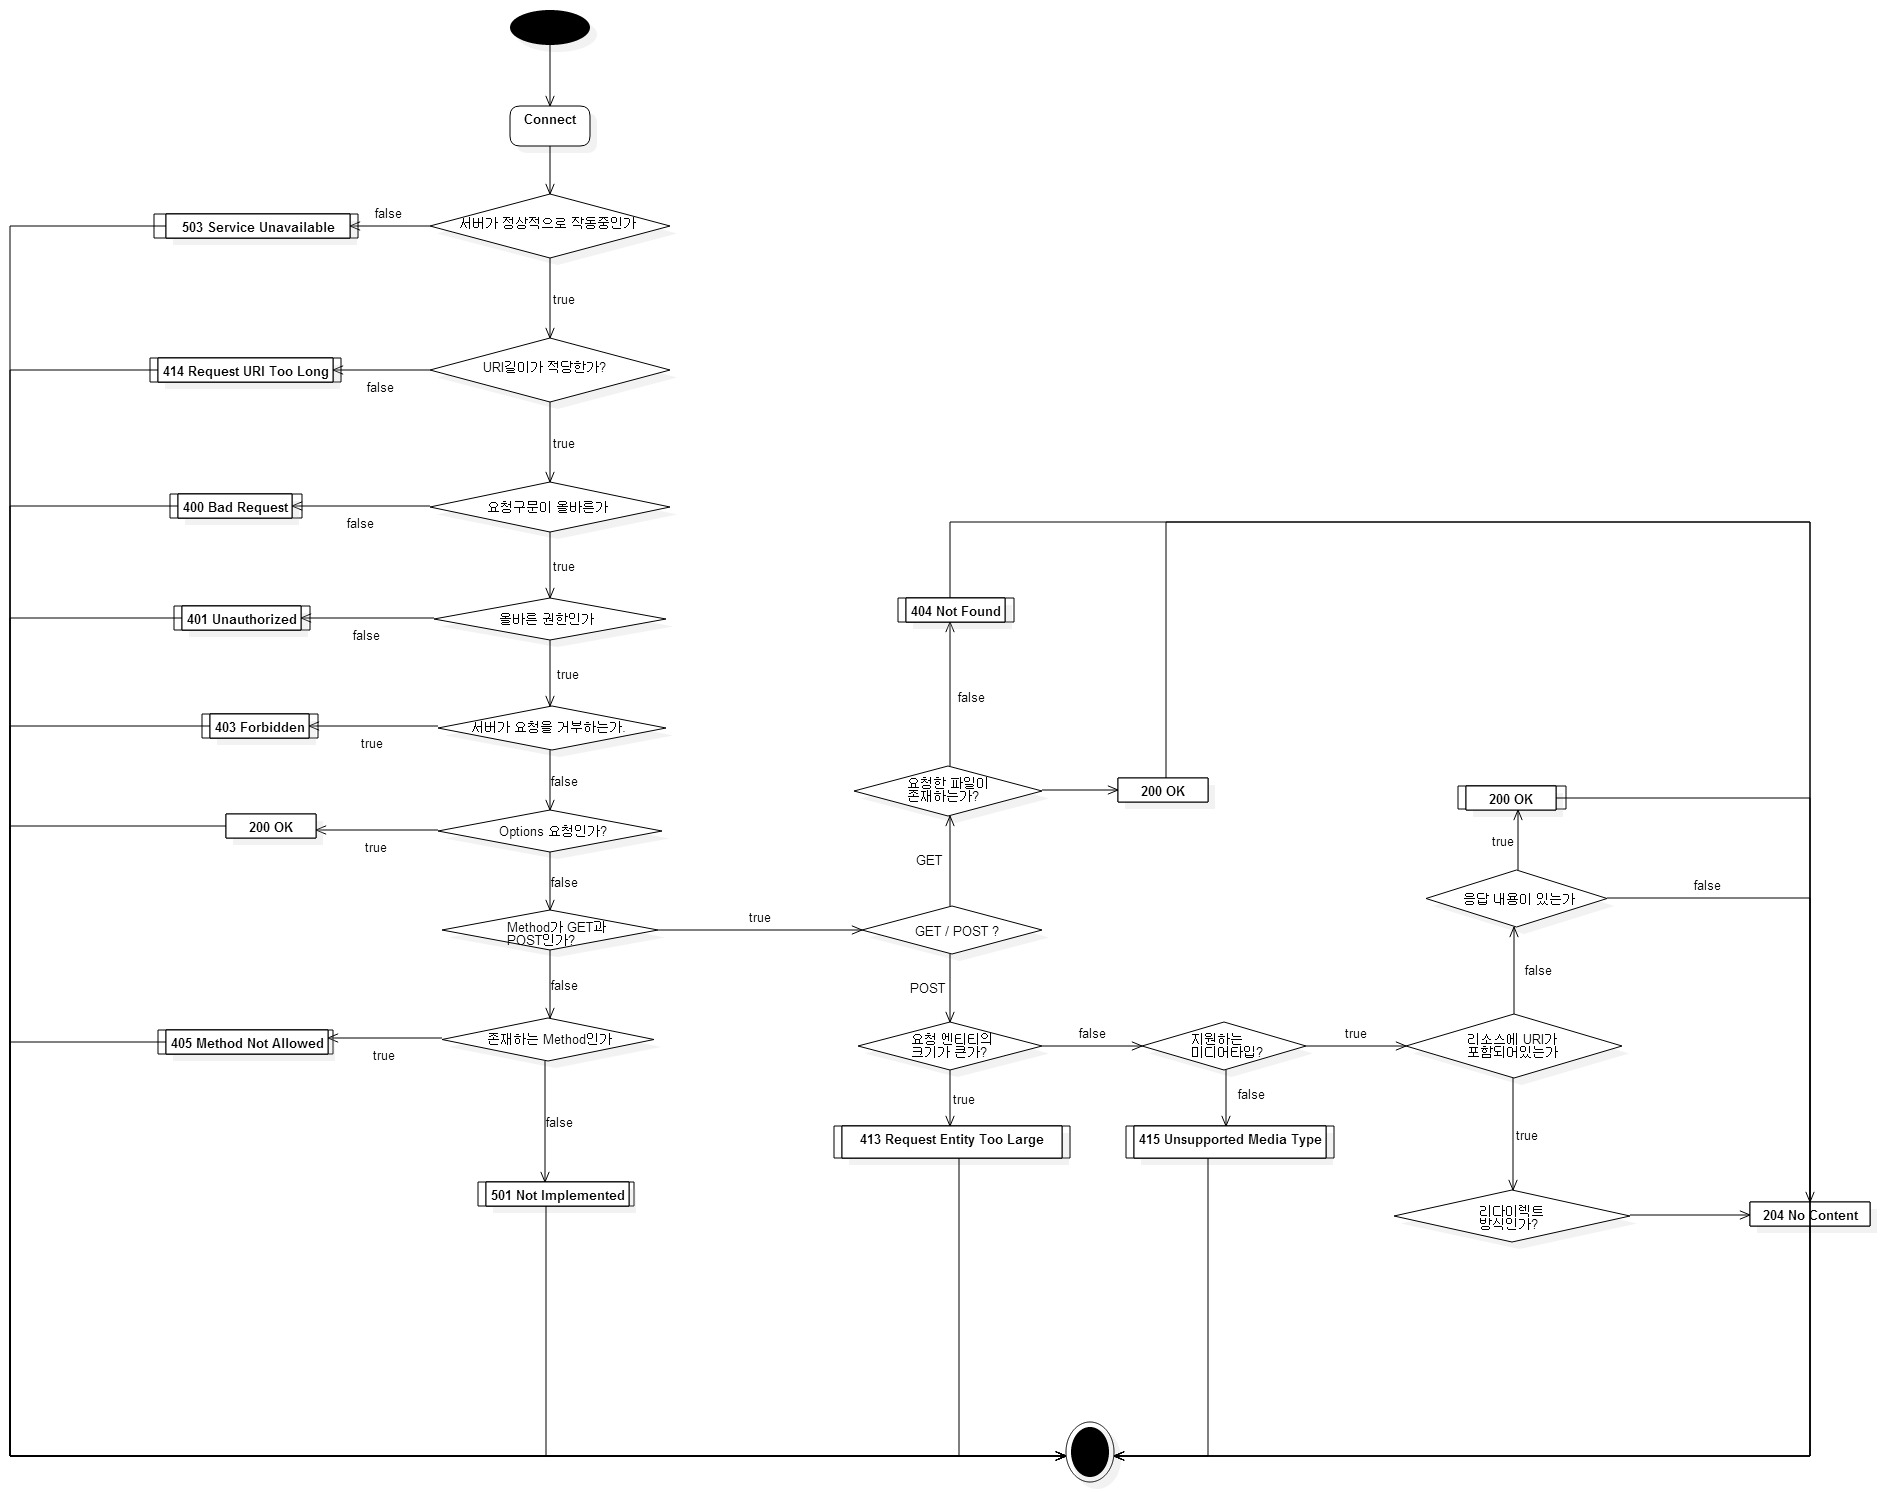 Connect
서버가 정상적으로 작동중인가
false
503 Service Unavailable
true
URI길이가 적당한가?
false
414 Request URI Too Long
true
요청구문이 올바른가
false
400 Bad Request
true
올바른 권한인가
false
401 Unauthorized
true
서버가 요청을 거부하는가.
true
403 Forbidden
false
Options 요청인가?
true
200 OK
false
Method가 GET과
POST인가?
true
false
존재하는 Method인가
true
405 Method Not Allowed
false
501 Not Implemented
GET / POST ?
GET
요청한 파일이
존재하는가?
false
404 Not Found
200 OK
POST
요청 엔티티의
크기가 큰가?
true
413 Request Entity Too Large
false
지원하는
미디어타입?
false
415 Unsupported Media Type
true
리소스에 URI가
포함되어있는가
false
응답 내용이 있는가
true
200 OK
false
true
리다이렉트
방식인가?
204 No Content